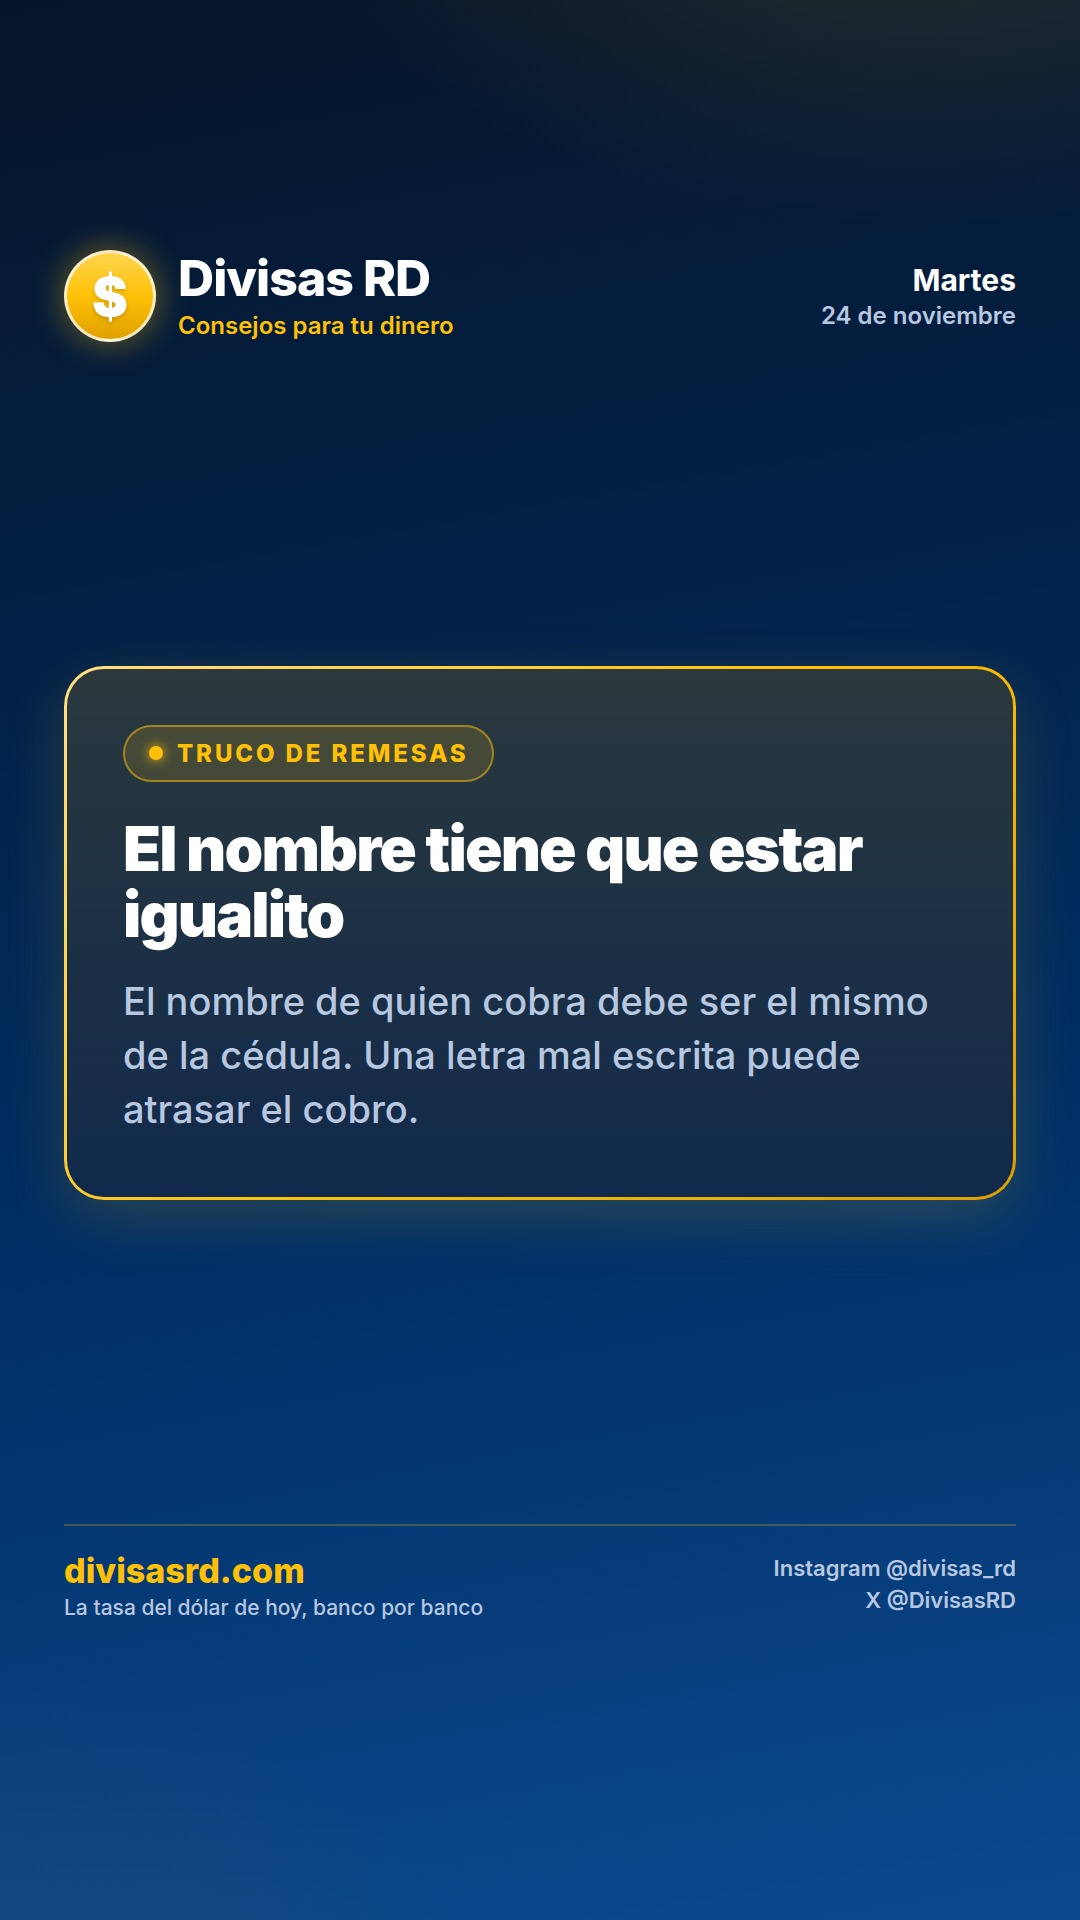 $
Divisas RD
Consejos para tu dinero
Martes
24 de noviembre
TRUCO DE REMESAS
El nombre tiene que estar
igualito
El nombre de quien cobra debe ser el mismo
de la cédula. Una letra mal escrita puede
atrasar el cobro.
divisasrd.com
La tasa del dólar de hoy, banco por banco
Instagram @divisas_rd
X @DivisasRD